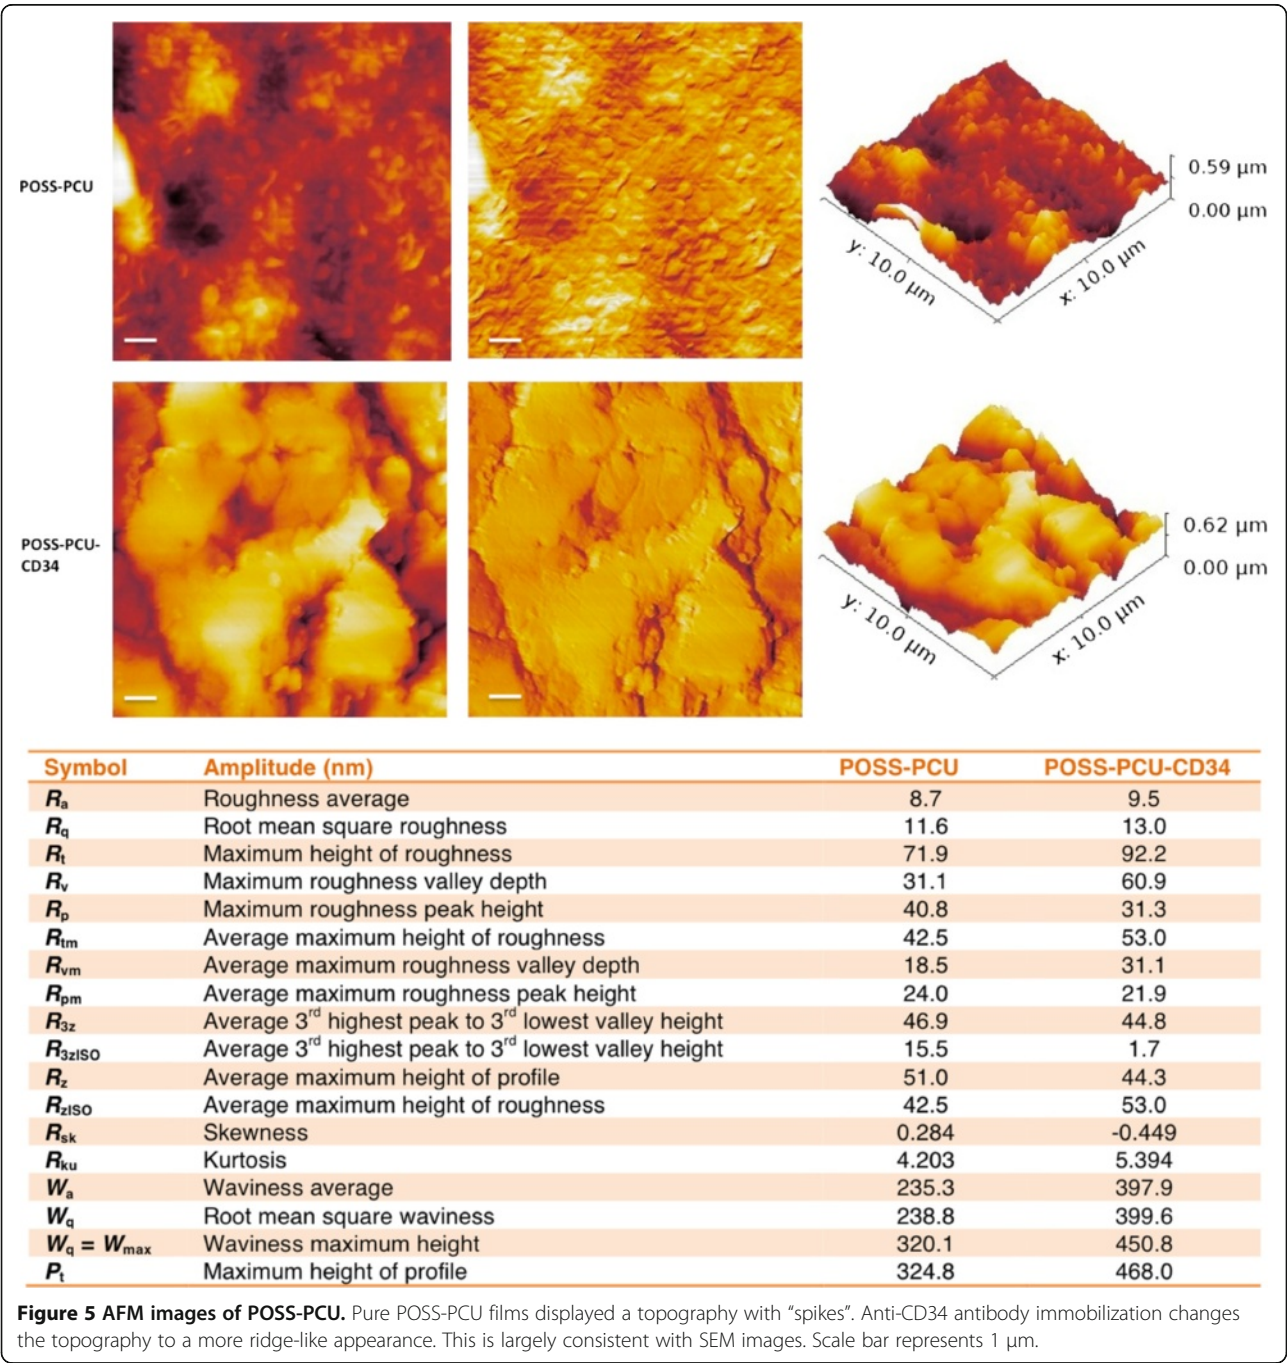 POSS-PCU
0.59 µm
0.00 µm
y: 10.0 µm
x: 10.0 µm
POSS-PCU-
CD34
0.62 µm
0.00 µm
y: 10.0 µm
x: 10.0 µm
Symbol Amplitude (nm) POSS-PCU POSS-PCU-CD34
Ra Roughness average 8.7 9.5
Rq Root mean square roughness 11.6 13.0
Rt Maximum height of roughness 71.9 92.2
Rv Maximum roughness valley depth 31.1 60.9
Rp Maximum roughness peak height 40.8 31.3
Rtm Average maximum height of roughness 42.5 53.0
Rvm Average maximum roughness valley depth 18.5 31.1
Rpm Average maximum roughness peak height 24.0 21.9
R3z Average 3rd highest peak to 3rd lowest valley height 46.9 44.8
R3zISO Average 3rd highest peak to 3rd lowest valley height 15.5 1.7
Rz Average maximum height of profile 51.0 44.3
RzISO Average maximum height of roughness 42.5 53.0
Rsk Skewness 0.284 -0.449
Rku Kurtosis 4.203 5.394
Wa Waviness average 235.3 397.9
Wq Root mean square waviness 238.8 399.6
Wq = Wmax Waviness maximum height 320.1 450.8
Pt Maximum height of profile 324.8 468.0
Figure 5 AFM images of POSS-PCU. Pure POSS-PCU films displayed a topography with “spikes”. Anti-CD34 antibody immobilization changes
the topography to a more ridge-like appearance. This is largely consistent with SEM images. Scale bar represents 1 µm.